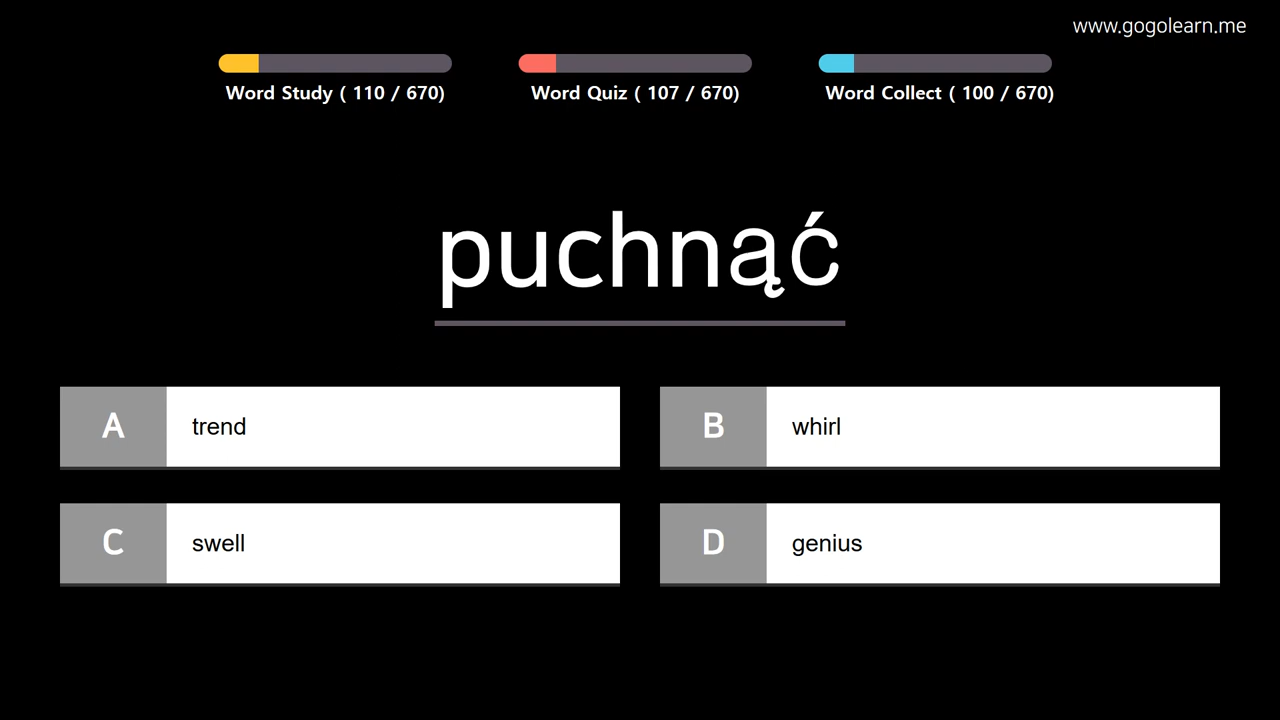 www.gogolearn.me
Word Study ( 110 / 670)
Word Quiz ( 107 / 670)
Word Collect ( 100 / 670)
puchnąć
A trend
B whirl
C swell
D genius